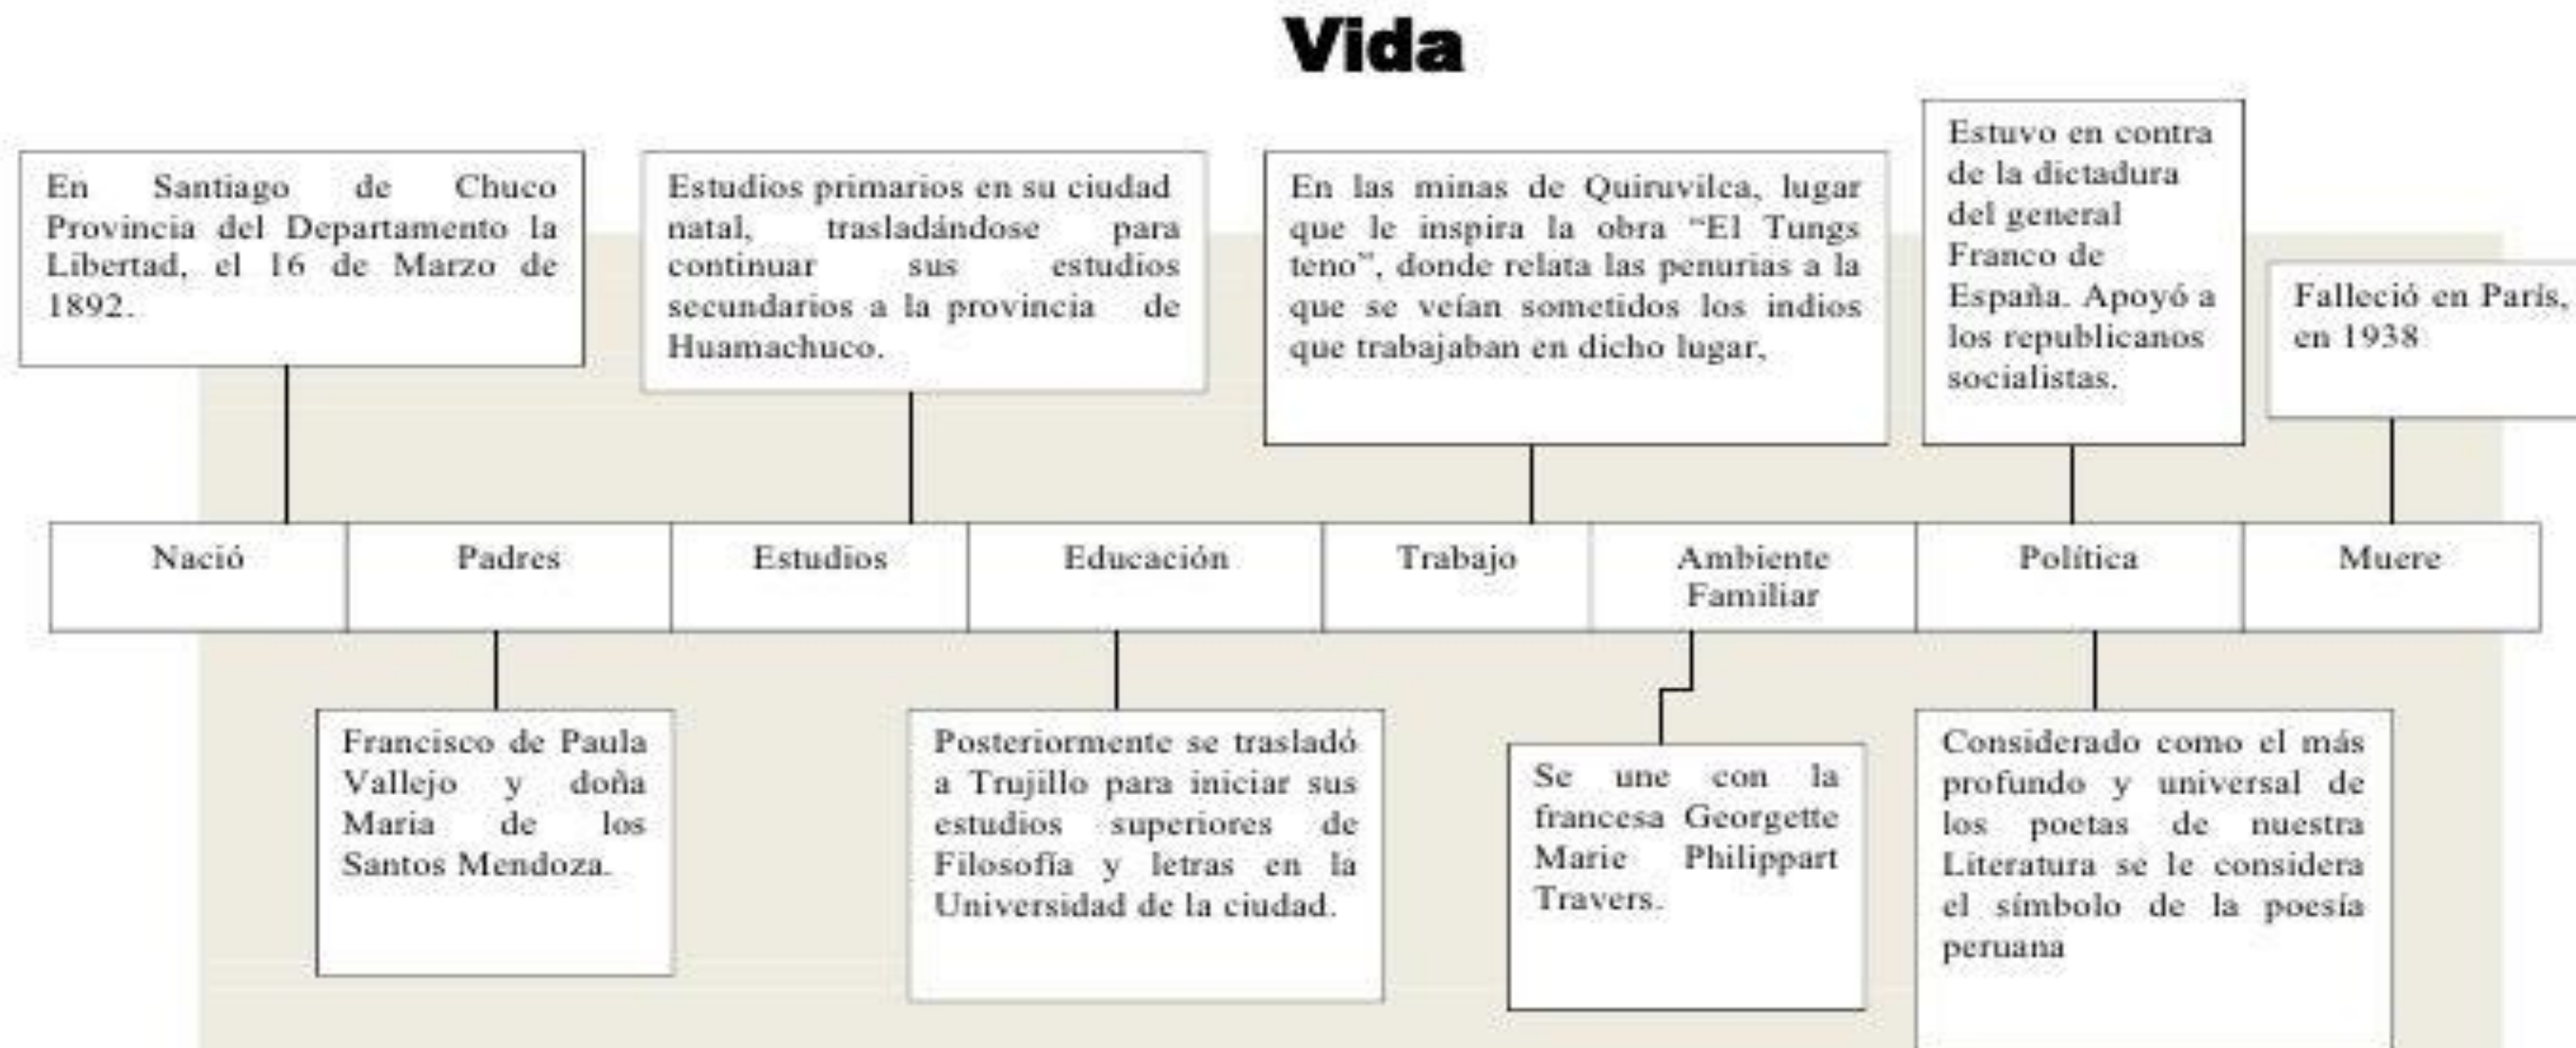 Vida
En Santiago de Chuco
Provincia del Departamento la
Libertad, el 16 de Marzo de
1892.
Estudios primarios en su ciudad
natal, trasladándose para
continuar sus estudios
secundarios a la provincia de
Huamachuco.
En las minas de Quiruvilca, lugar
que le inspira la obra “El Tungs
teno”, donde relata las penurias a la
que se veían sometidos los indios
que trabajaban en dicho lugar,
Estuvo en contra
de la dictadura
del general
Franco de
España. Apoyó a
los republicanos
socialistas.
Falleció en París,
en 1938
Nació
Padres
Estudios
Educación
Trabajo
Ambiente
Familiar
Política
Muere
Francisco de Paula
Vallejo y doña
Maria de los
Santos Mendoza.
Posteriormente se trasladó
a Trujillo para iniciar sus
estudios superiores de
Filosofía y letras en la
Universidad de la ciudad.
Se une con la
francesa Georgette
Marie Philippart
Travers.
Considerado como el más
profundo y universal de
los poetas de nuestra
Literatura se le considera
el símbolo de la poesía
peruana